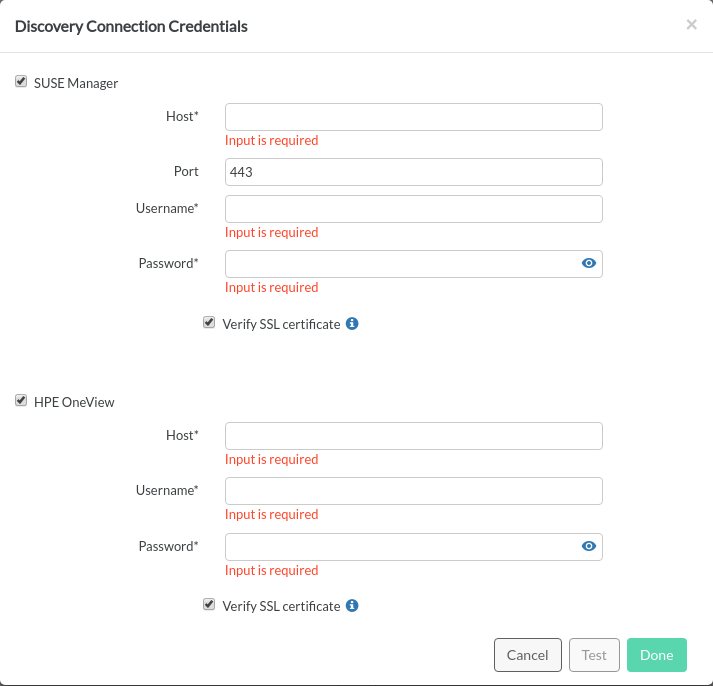 Discovery Connection Credentials ×
SUSE Manager
Host*
Input is required
Port 443
Username*
Input is required
Password*
Input is required
Verify SSL certificate
HPE OneView
Host*
Input is required
Username*
Input is required
Password*
Input is required
Verify SSL certificate
Cancel Test Done